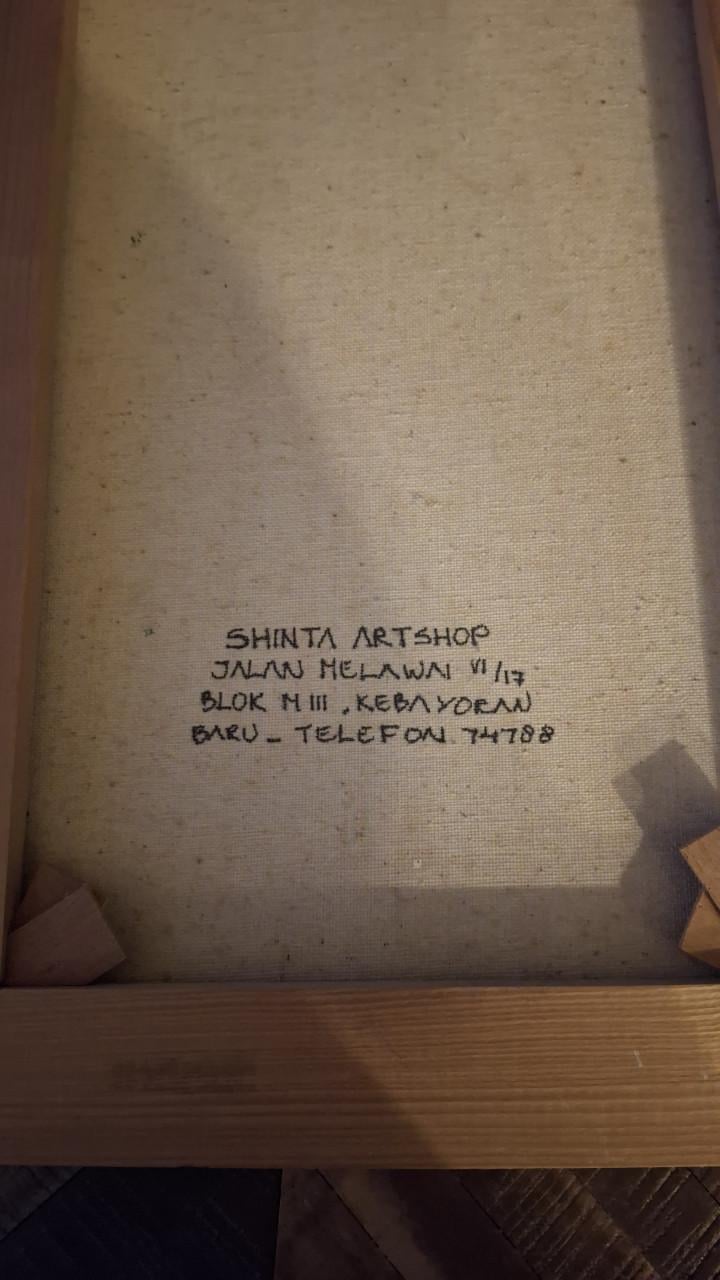 SHINTA ARTSHOP
JALAN MELAWAI VI/17
BLOK M III , KEBAYORAN
BARU - TELEFON 74788